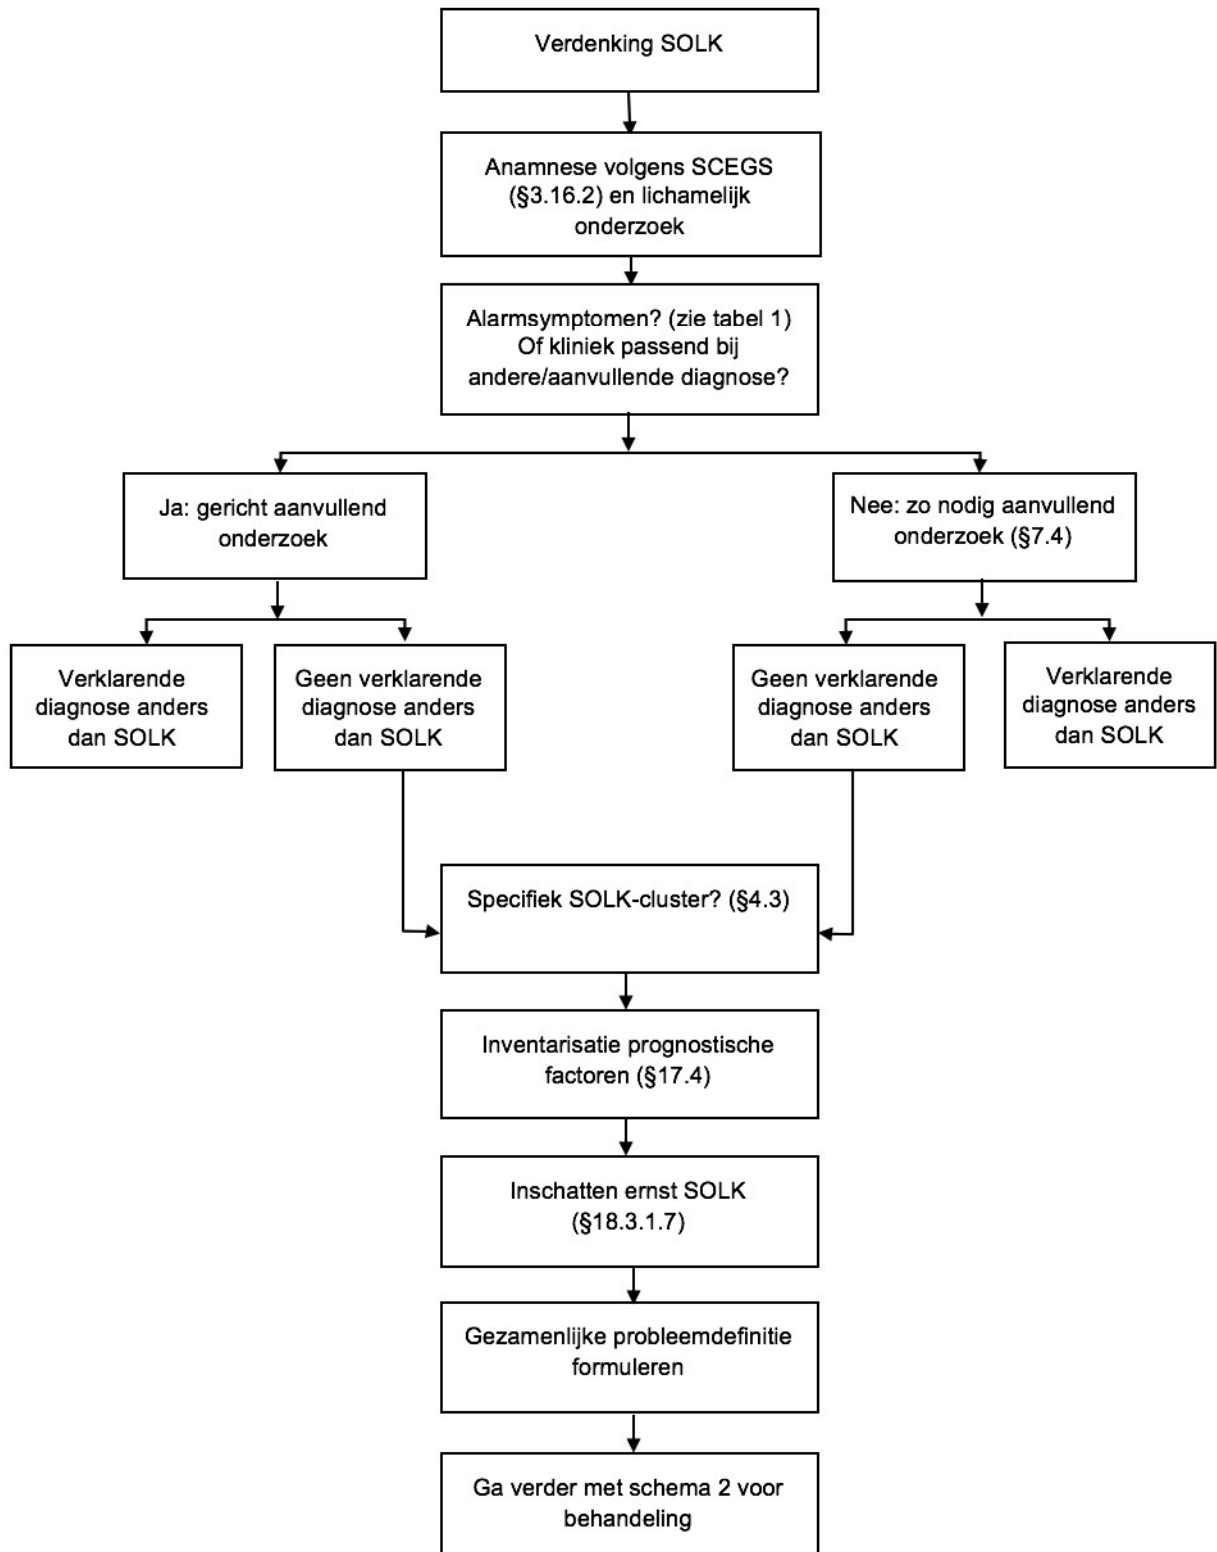 Verdenking SOLK
Anamnese volgens SCEGS
(§3.16.2) en lichamelijk
onderzoek
Alarmsymptomen? (zie tabel 1)
Of kliniek passend bij
andere/aanvullende diagnose?
Ja: gericht aanvullend
onderzoek
Nee: zo nodig aanvullend
onderzoek (§7.4)
Verklarende
diagnose anders
dan SOLK
Geen verklarende
diagnose anders
dan SOLK
Geen verklarende
diagnose anders
dan SOLK
Verklarende
diagnose anders
dan SOLK
Specifiek SOLK-cluster? (§4.3)
Inventarisatie prognostische
factoren (§17.4)
Inschatten ernst SOLK
(§18.3.1.7)
Gezamenlijke probleemdefinitie
formuleren
Ga verder met schema 2 voor
behandeling